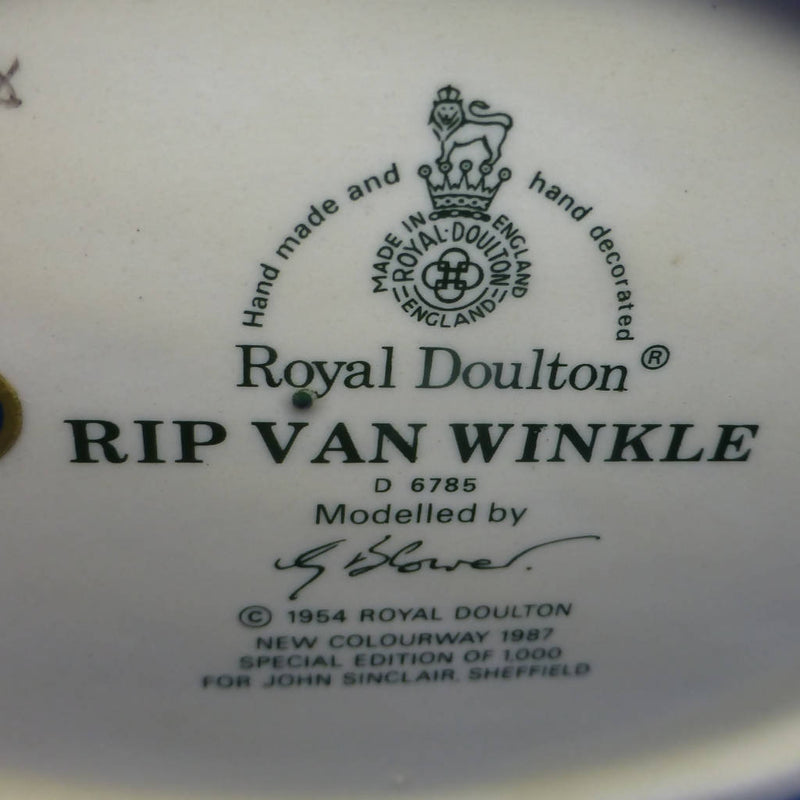 Hand made and hand decorated
MADE IN ENGLAND
ROYAL·DOULTON
ENGLAND
Royal Doulton®
RIP VAN WINKLE
D 6785
Modelled by
G Blower.
© 1954 ROYAL DOULTON
NEW COLOURWAY 1987
SPECIAL EDITION OF 1,000
FOR JOHN SINCLAIR, SHEFFIELD